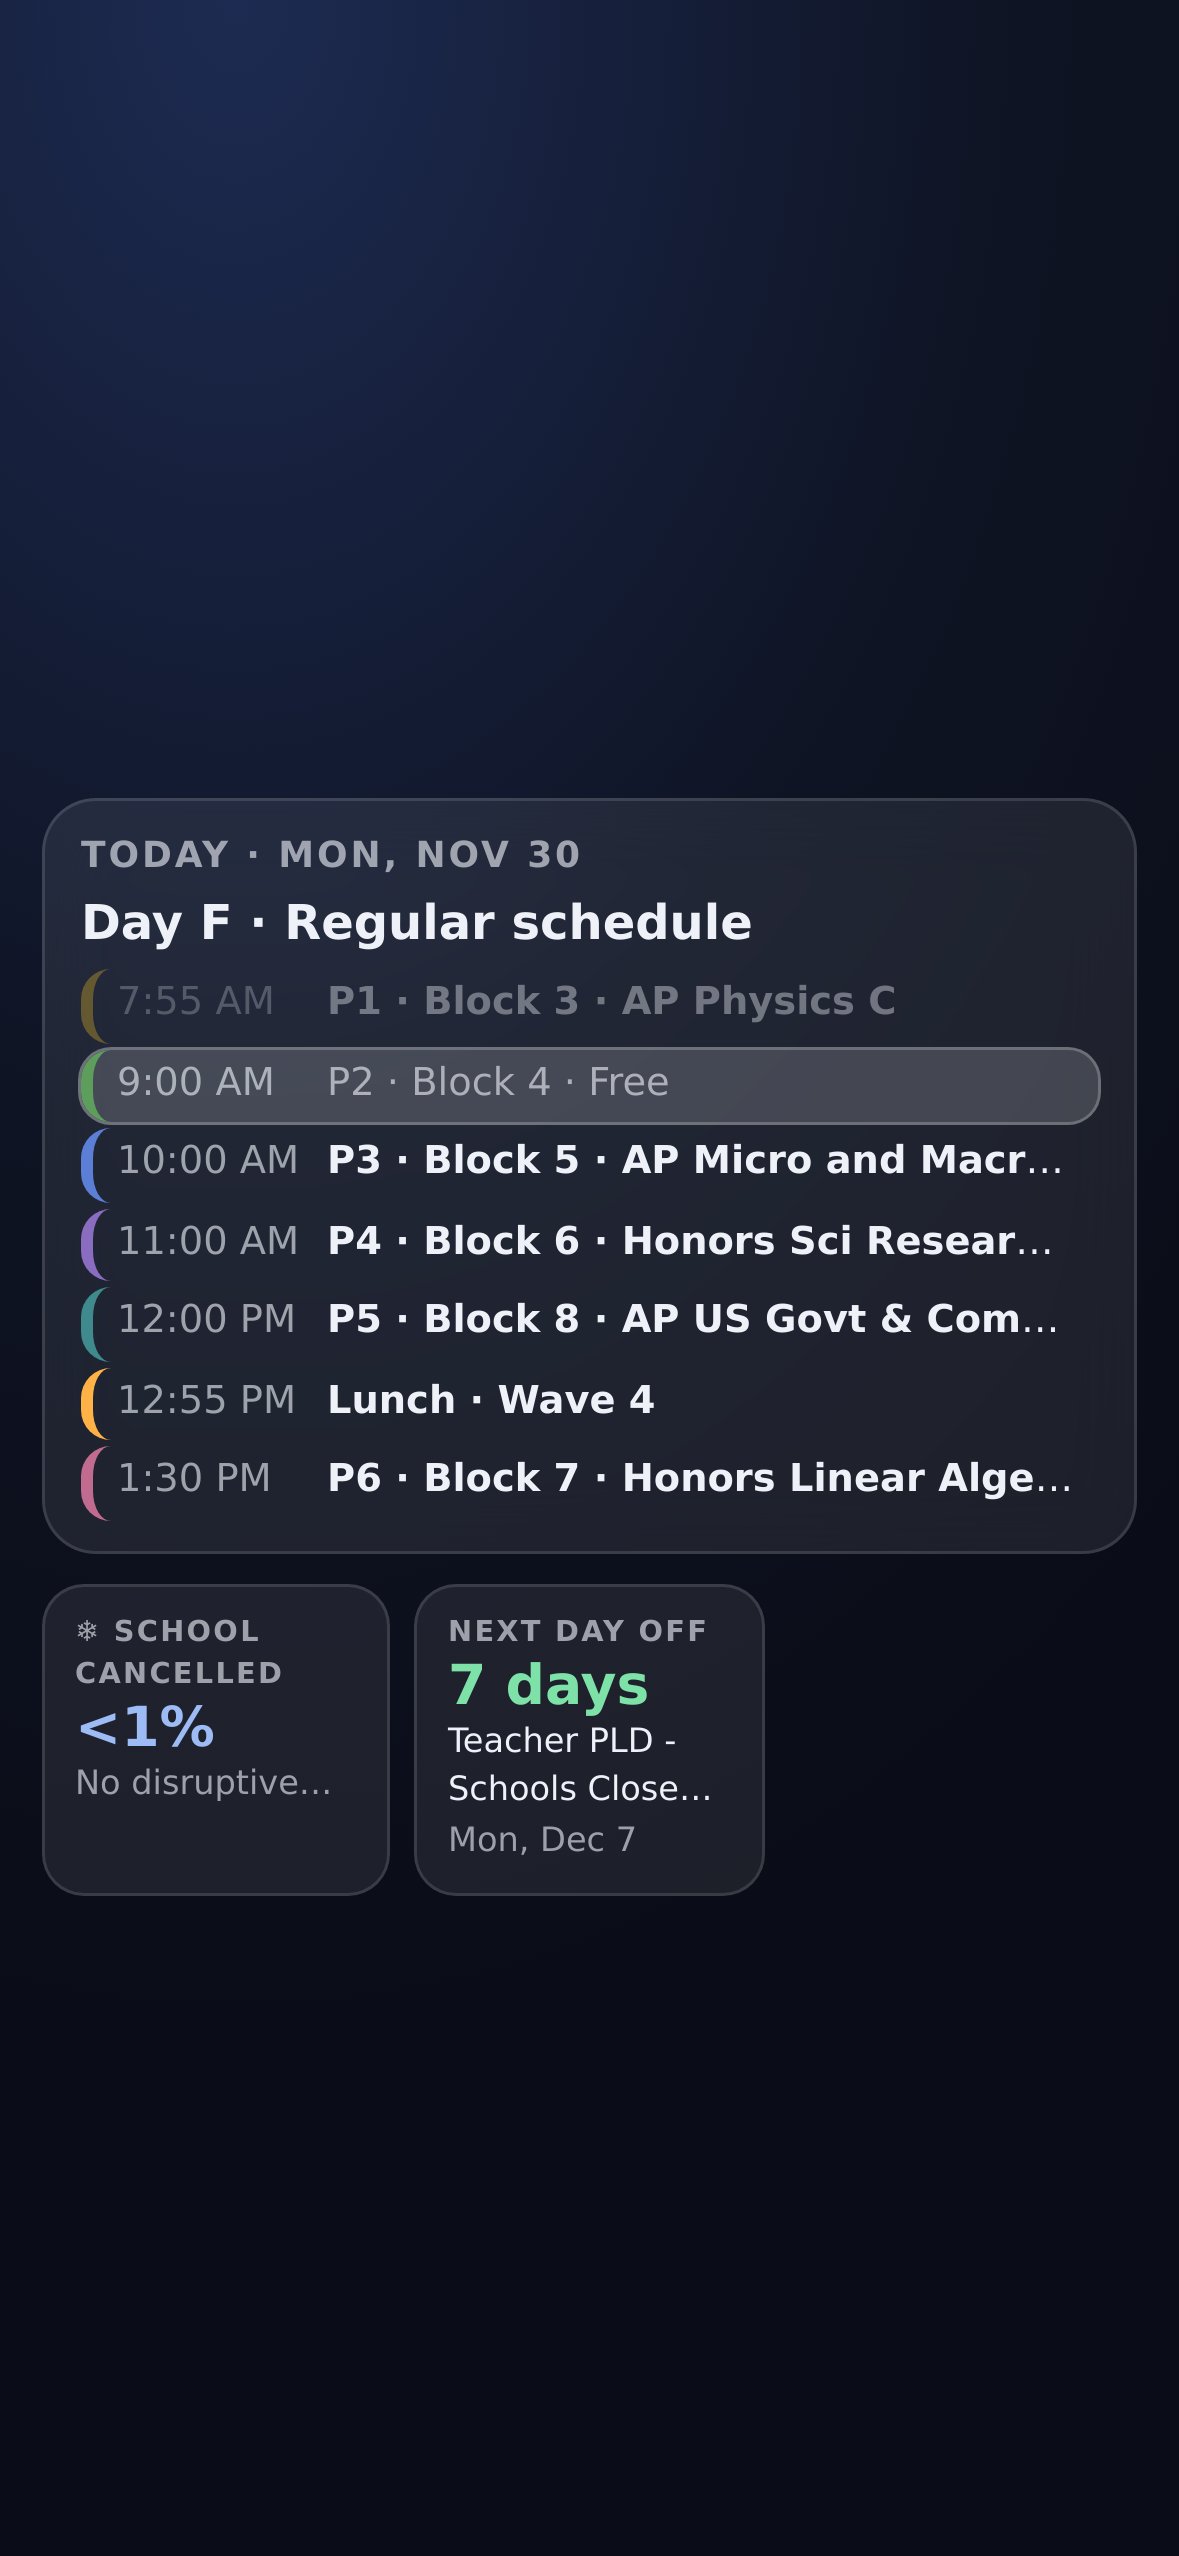 TODAY · MON, NOV 30
Day F · Regular schedule
7:55 AM P1 · Block 3 · AP Physics C
9:00 AM P2 · Block 4 · Free
10:00 AM P3 · Block 5 · AP Micro and Macr…
11:00 AM P4 · Block 6 · Honors Sci Resear…
12:00 PM P5 · Block 8 · AP US Govt & Com…
12:55 PM Lunch · Wave 4
1:30 PM P6 · Block 7 · Honors Linear Alge…
❄ SCHOOL
CANCELLED
<1%
No disruptive…
NEXT DAY OFF
7 days
Teacher PLD -
Schools Close…
Mon, Dec 7